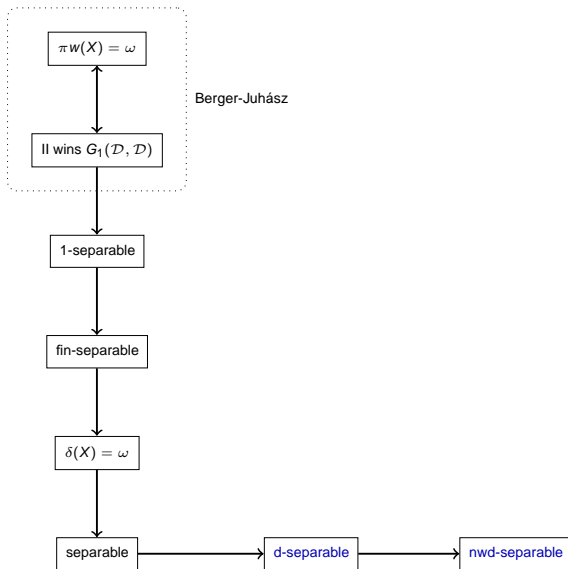 πw(X) = ω
Berger-Juhász
II wins G₁(𝒟, 𝒟)
1-separable
fin-separable
δ(X) = ω
separable
d-separable
nwd-separable